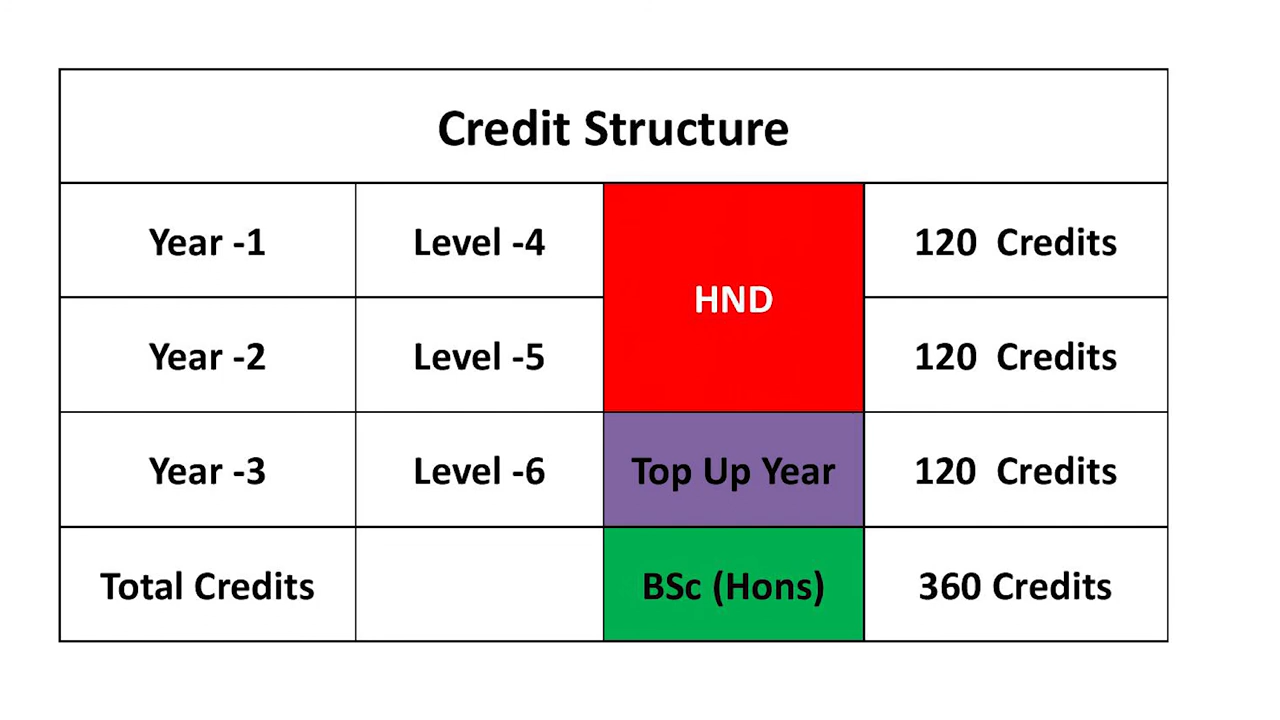 Credit Structure
Year -1 Level -4 HND 120 Credits
Year -2 Level -5 120 Credits
Year -3 Level -6 Top Up Year 120 Credits
Total Credits BSc (Hons) 360 Credits